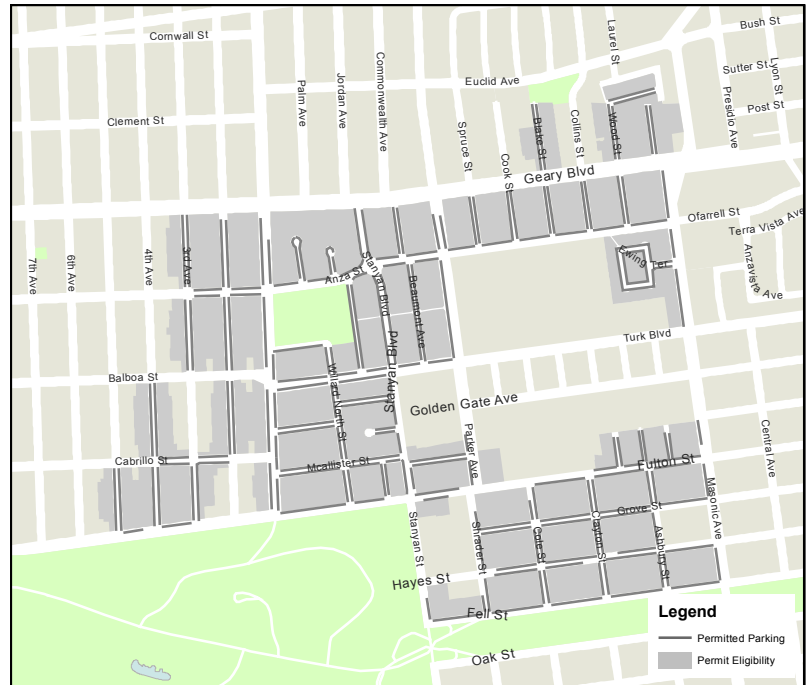 Bush St
Cornwall St
Laurel St
Sutter St
Lyon St
Palm Ave
Jordan Ave
Commonwealth Ave
Euclid Ave
Presidio Ave
Post St
Clement St
Spruce St
Cook St
Blake St
Collins St
Wood St
Geary Blvd
Ofarrell St
Terra Vista Ave
7th Ave
6th Ave
4th Ave
3rd Ave
Anza St
Stanyan Blvd
Beaumont Ave
Ewing Ter
Anzavista Ave
Turk Blvd
Stanyan Blvd
Balboa St
Willard North St
Golden Gate Ave
Parker Ave
Central Ave
Cabrillo St
Mcallister St
Fulton St
Masonic Ave
Grove St
Stanyan St
Shrader St
Cole St
Clayton St
Ashbury St
Hayes St
Fell St
Oak St
Legend
Permitted Parking
Permit Eligibility